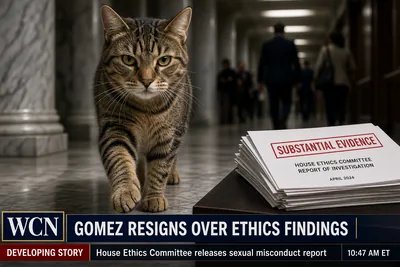 SUBSTANTIAL EVIDENCE
HOUSE ETHICS COMMITTEE
REPORT OF INVESTIGATION
APRIL 2024
WCN
GOMEZ RESIGNS OVER ETHICS FINDINGS
DEVELOPING STORY
House Ethics Committee releases sexual misconduct report
10:47 AM ET